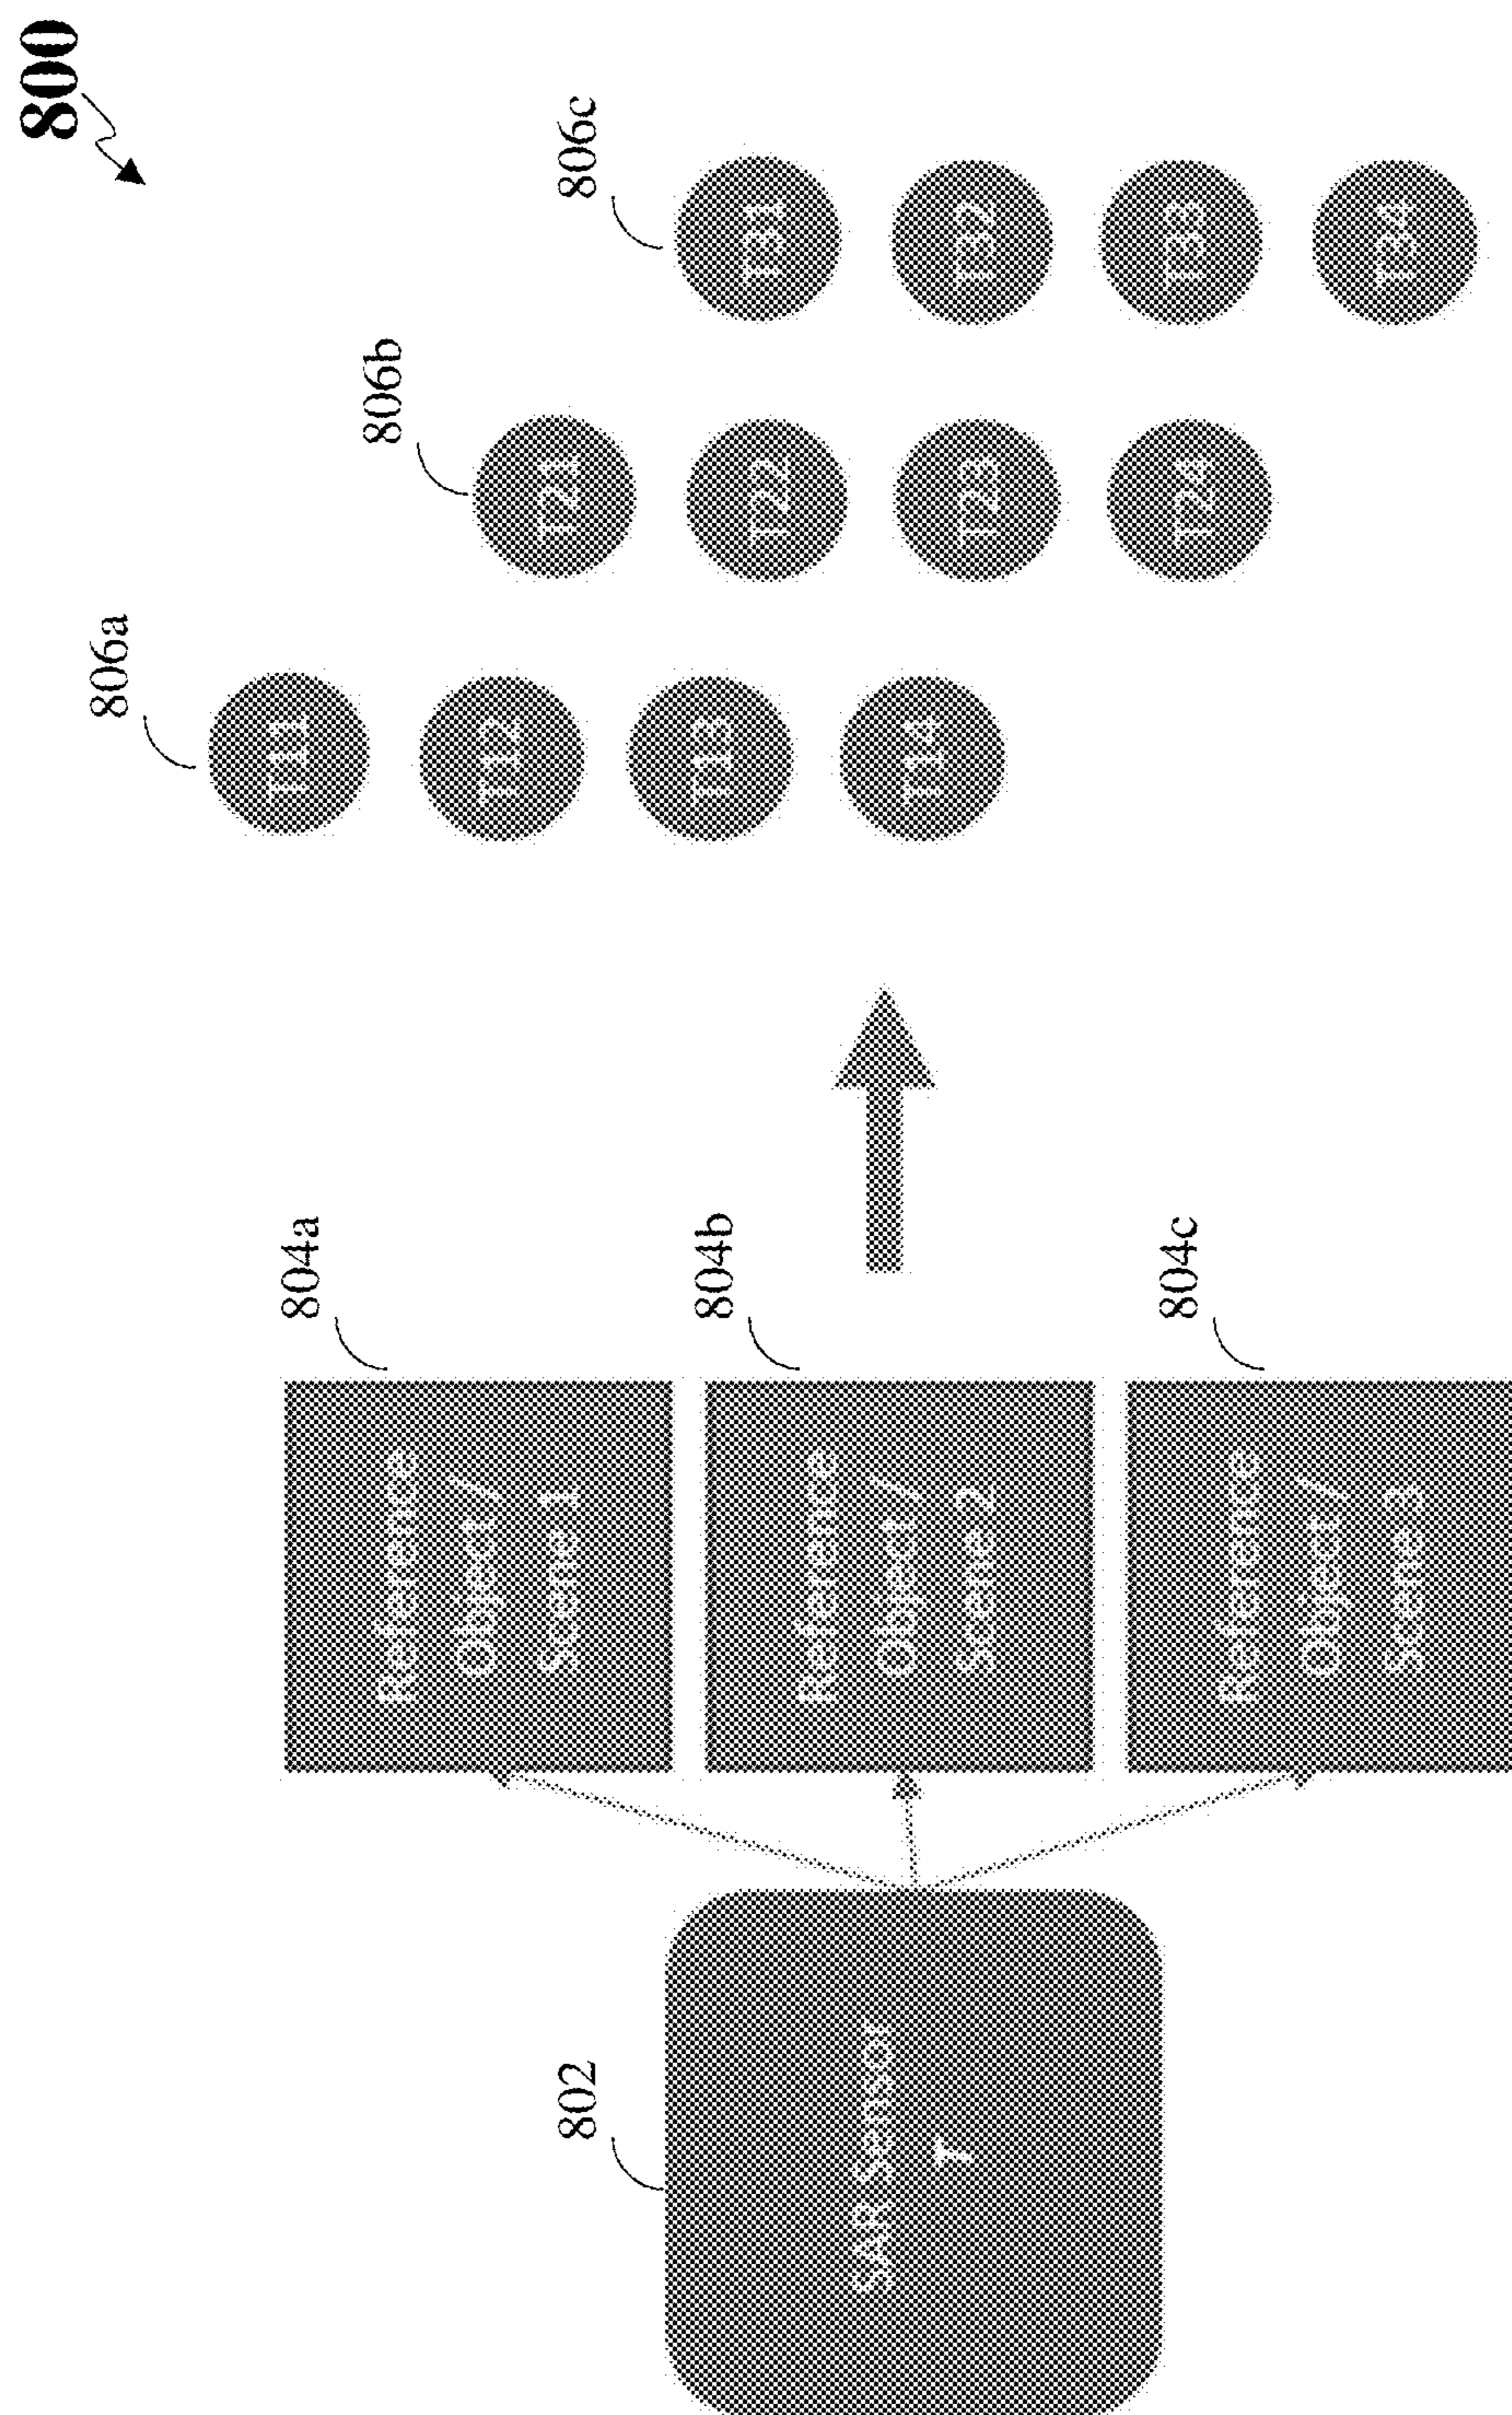 800
802
SAR Sensor
T
804a
Reference
Object /
Scene 1
804b
Reference
Object /
Scene 2
804c
Reference
Object /
Scene 3
806a
T11
T12
T13
T14
806b
T21
T22
T23
T24
806c
T31
T32
T33
T34